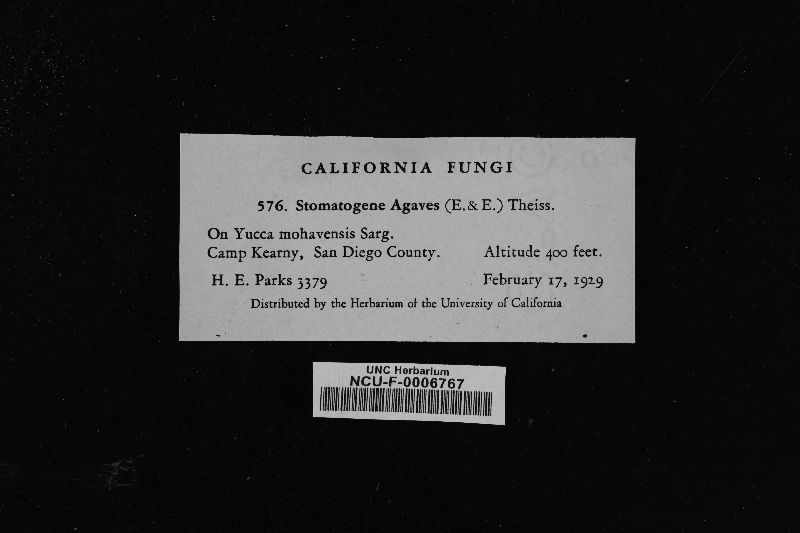 CALIFORNIA FUNGI
576. Stomatogene Agaves (E. & E.) Theiss.
On Yucca mohavensis Sarg.
Camp Kearny, San Diego County. Altitude 400 feet.
H. E. Parks 3379 February 17, 1929
Distributed by the Herbarium of the University of California
UNC Herbarium
NCU-F-0006767